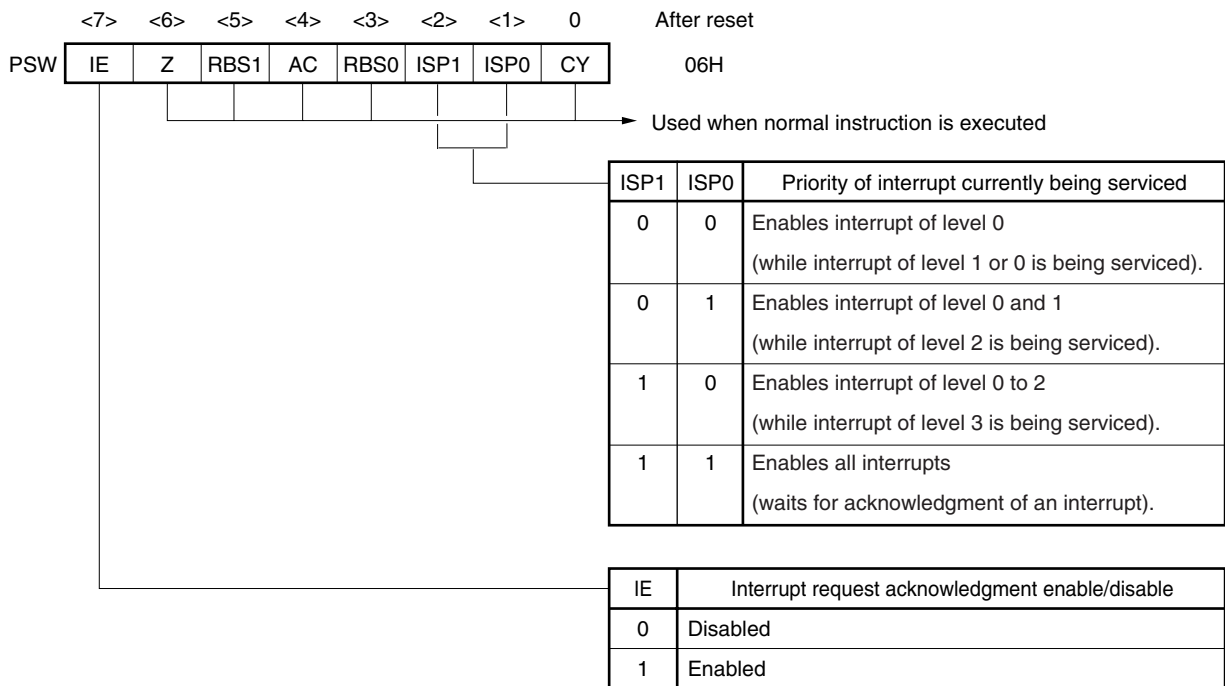 <7> <6> <5> <4> <3> <2> <1> 0 After reset
PSW IE Z RBS1 AC RBS0 ISP1 ISP0 CY 06H
Used when normal instruction is executed
ISP1 ISP0 Priority of interrupt currently being serviced
0 0 Enables interrupt of level 0
(while interrupt of level 1 or 0 is being serviced).
0 1 Enables interrupt of level 0 and 1
(while interrupt of level 2 is being serviced).
1 0 Enables interrupt of level 0 to 2
(while interrupt of level 3 is being serviced).
1 1 Enables all interrupts
(waits for acknowledgment of an interrupt).
IE Interrupt request acknowledgment enable/disable
0 Disabled
1 Enabled